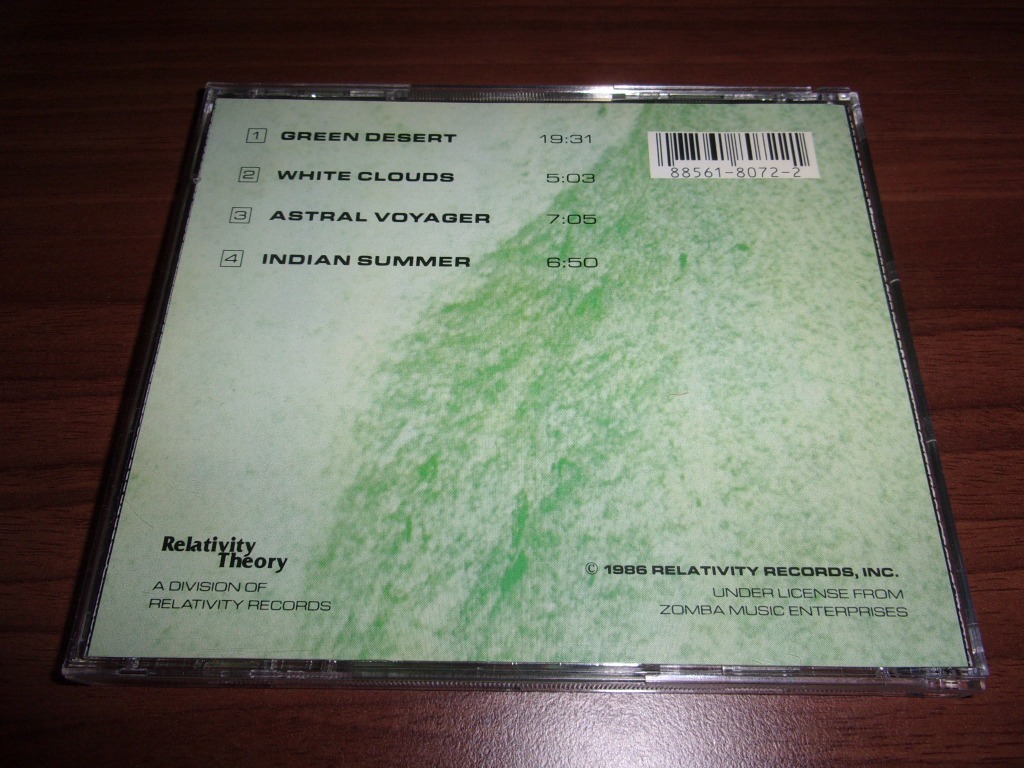 1 GREEN DESERT 19:31
2 WHITE CLOUDS 5:03
3 ASTRAL VOYAGER 7:05
4 INDIAN SUMMER 6:50
88561-8072-2
Relativity
Theory
A DIVISION OF
RELATIVITY RECORDS
© 1986 RELATIVITY RECORDS, INC.
UNDER LICENSE FROM
ZOMBA MUSIC ENTERPRISES